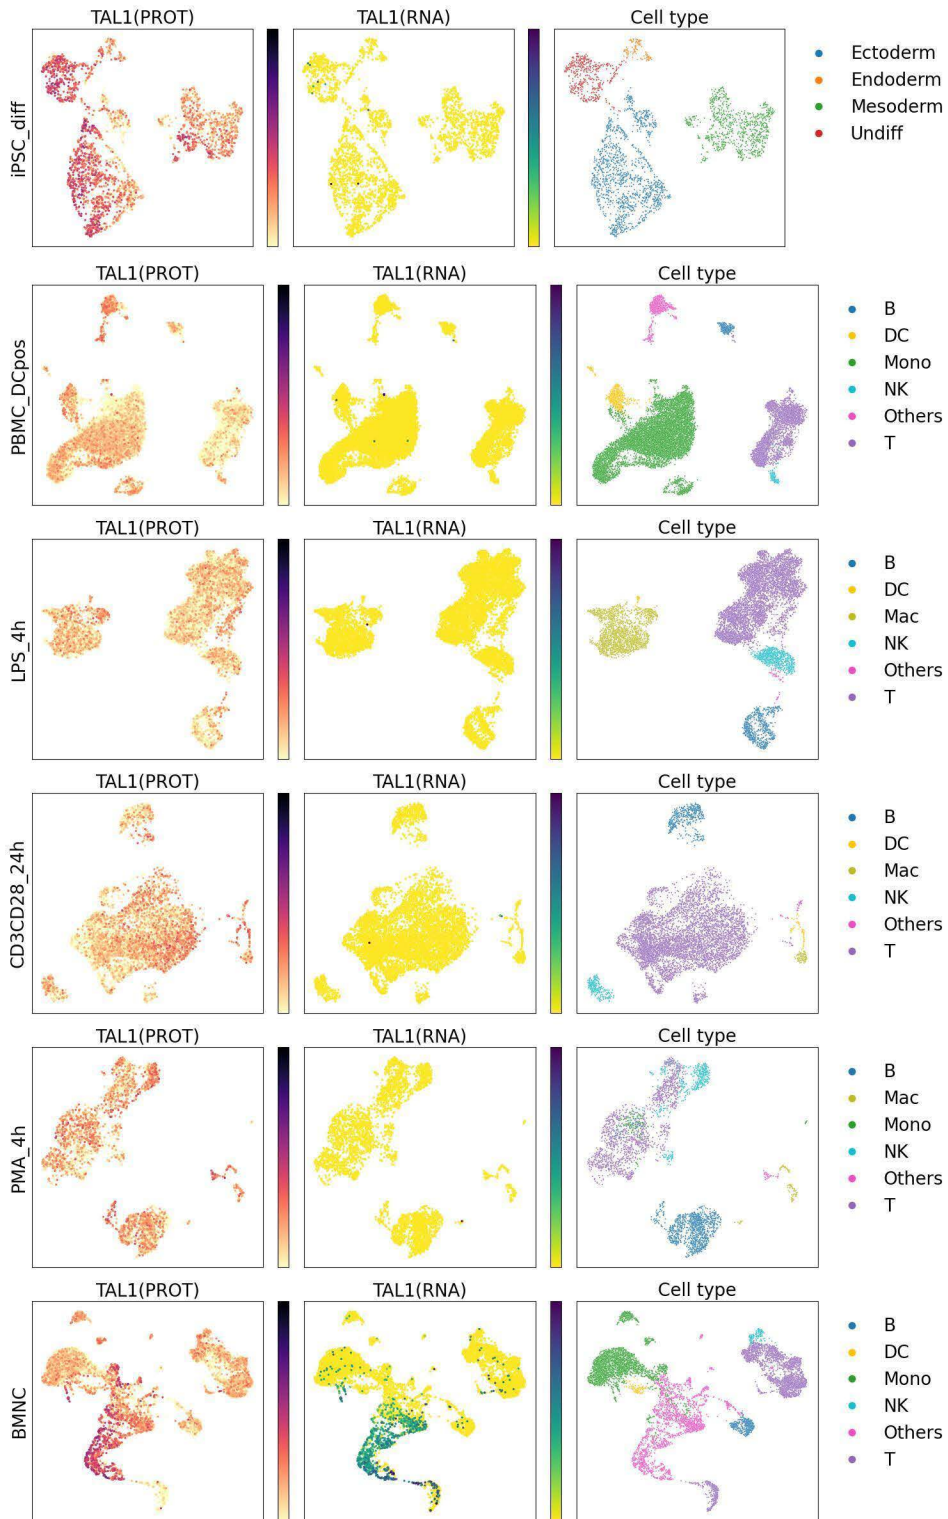 TAL1(PROT) TAL1(RNA) Cell type
iPSC_diff
Ectoderm
Endoderm
Mesoderm
Undiff
TAL1(PROT) TAL1(RNA) Cell type
PBMC_DCpos
B
DC
Mono
NK
Others
T
TAL1(PROT) TAL1(RNA) Cell type
LPS_4h
B
DC
Mac
NK
Others
T
TAL1(PROT) TAL1(RNA) Cell type
CD3CD28_24h
B
DC
Mac
NK
Others
T
TAL1(PROT) TAL1(RNA) Cell type
PMA_4h
B
Mac
Mono
NK
Others
T
TAL1(PROT) TAL1(RNA) Cell type
BMNC
B
DC
Mono
NK
Others
T